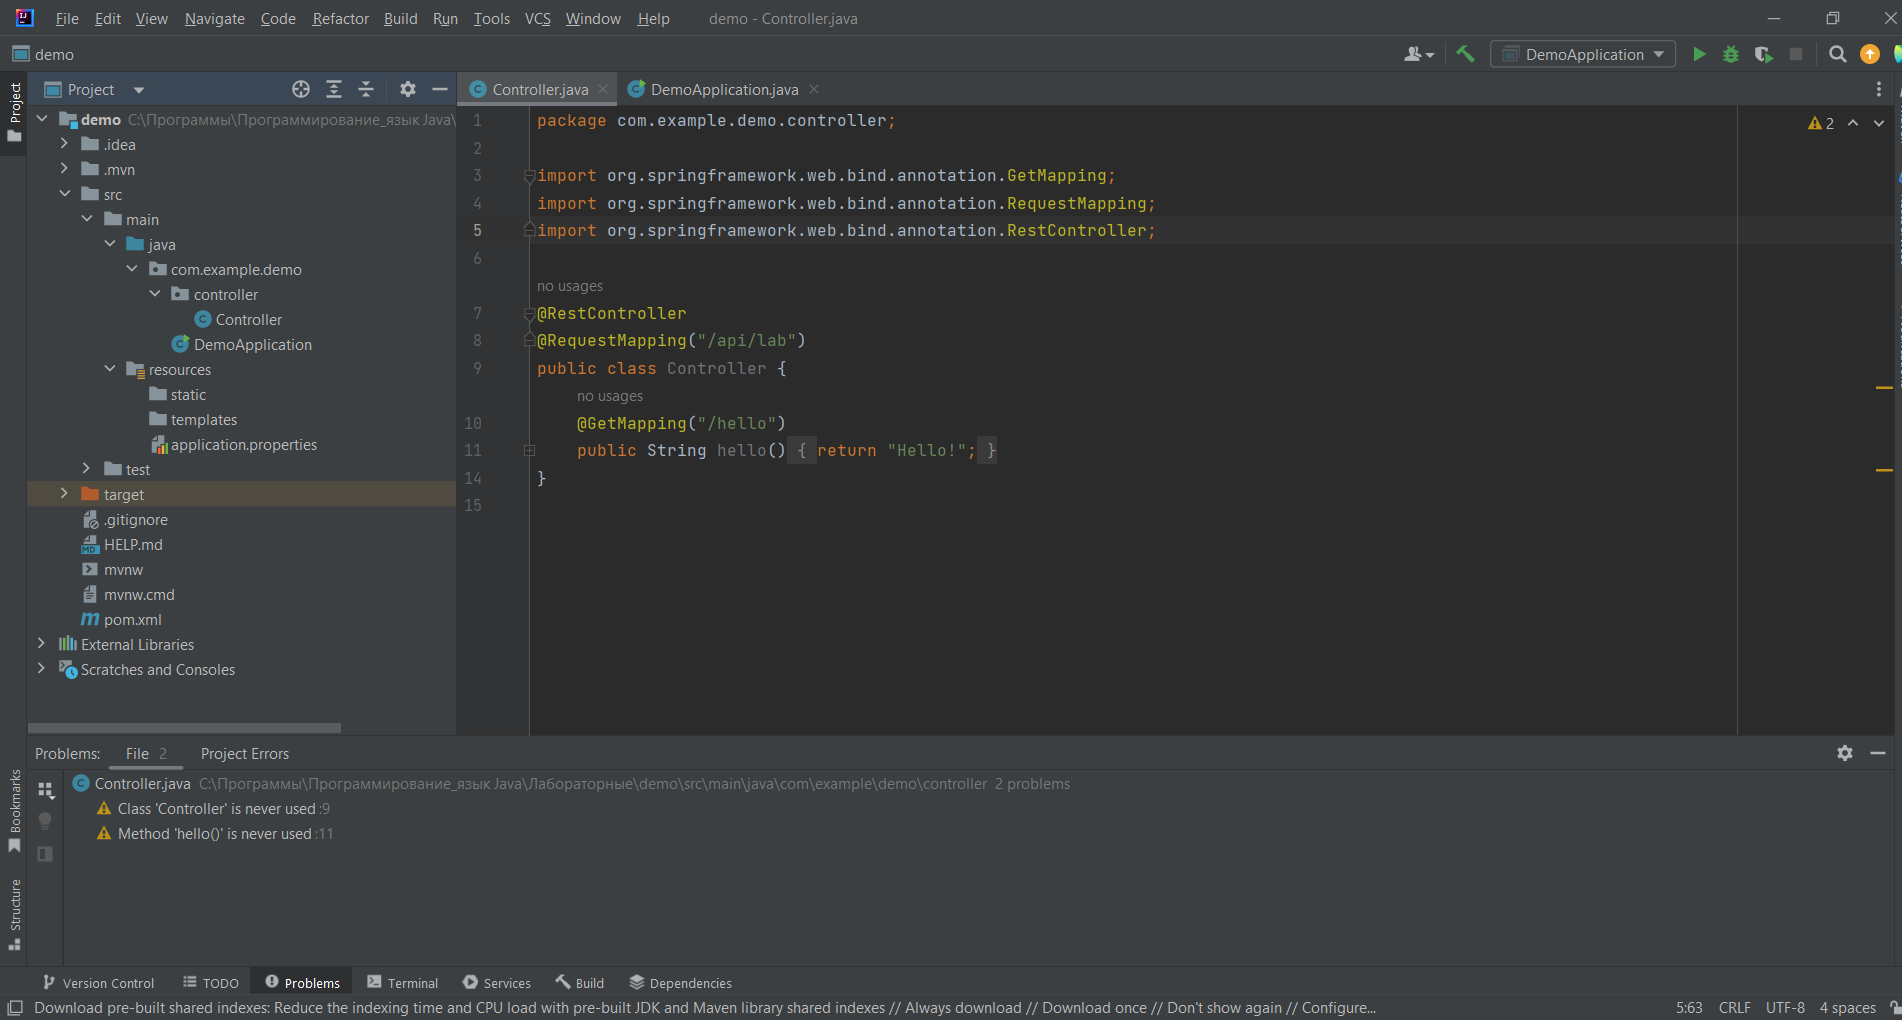 File Edit View Navigate Code Refactor Build Run Tools VCS Window Help demo - Controller.java
demo
DemoApplication
Project
Controller.java
DemoApplication.java
Project
demo C:\Программы\Программирование_язык Java\
.idea
.mvn
src
main
java
com.example.demo
controller
Controller
DemoApplication
resources
static
templates
application.properties
test
target
.gitignore
HELP.md
mvnw
mvnw.cmd
pom.xml
External Libraries
Scratches and Consoles
2
1 package com.example.demo.controller;
2
3 import org.springframework.web.bind.annotation.GetMapping;
4 import org.springframework.web.bind.annotation.RequestMapping;
5 import org.springframework.web.bind.annotation.RestController;
6
no usages
7 @RestController
8 @RequestMapping("/api/lab")
9 public class Controller {
no usages
10 @GetMapping("/hello")
11 public String hello() { return "Hello!"; }
14 }
15
Problems: File 2 Project Errors
Controller.java C:\Программы\Программирование_язык Java\Лабораторные\demo\src\main\java\com\example\demo\controller 2 problems
Class 'Controller' is never used :9
Method 'hello()' is never used :11
Bookmarks
Structure
Version Control TODO Problems Terminal Services Build Dependencies
Download pre-built shared indexes: Reduce the indexing time and CPU load with pre-built JDK and Maven library shared indexes // Always download // Download once // Don't show again // Configure... 5:63 CRLF UTF-8 4 spaces